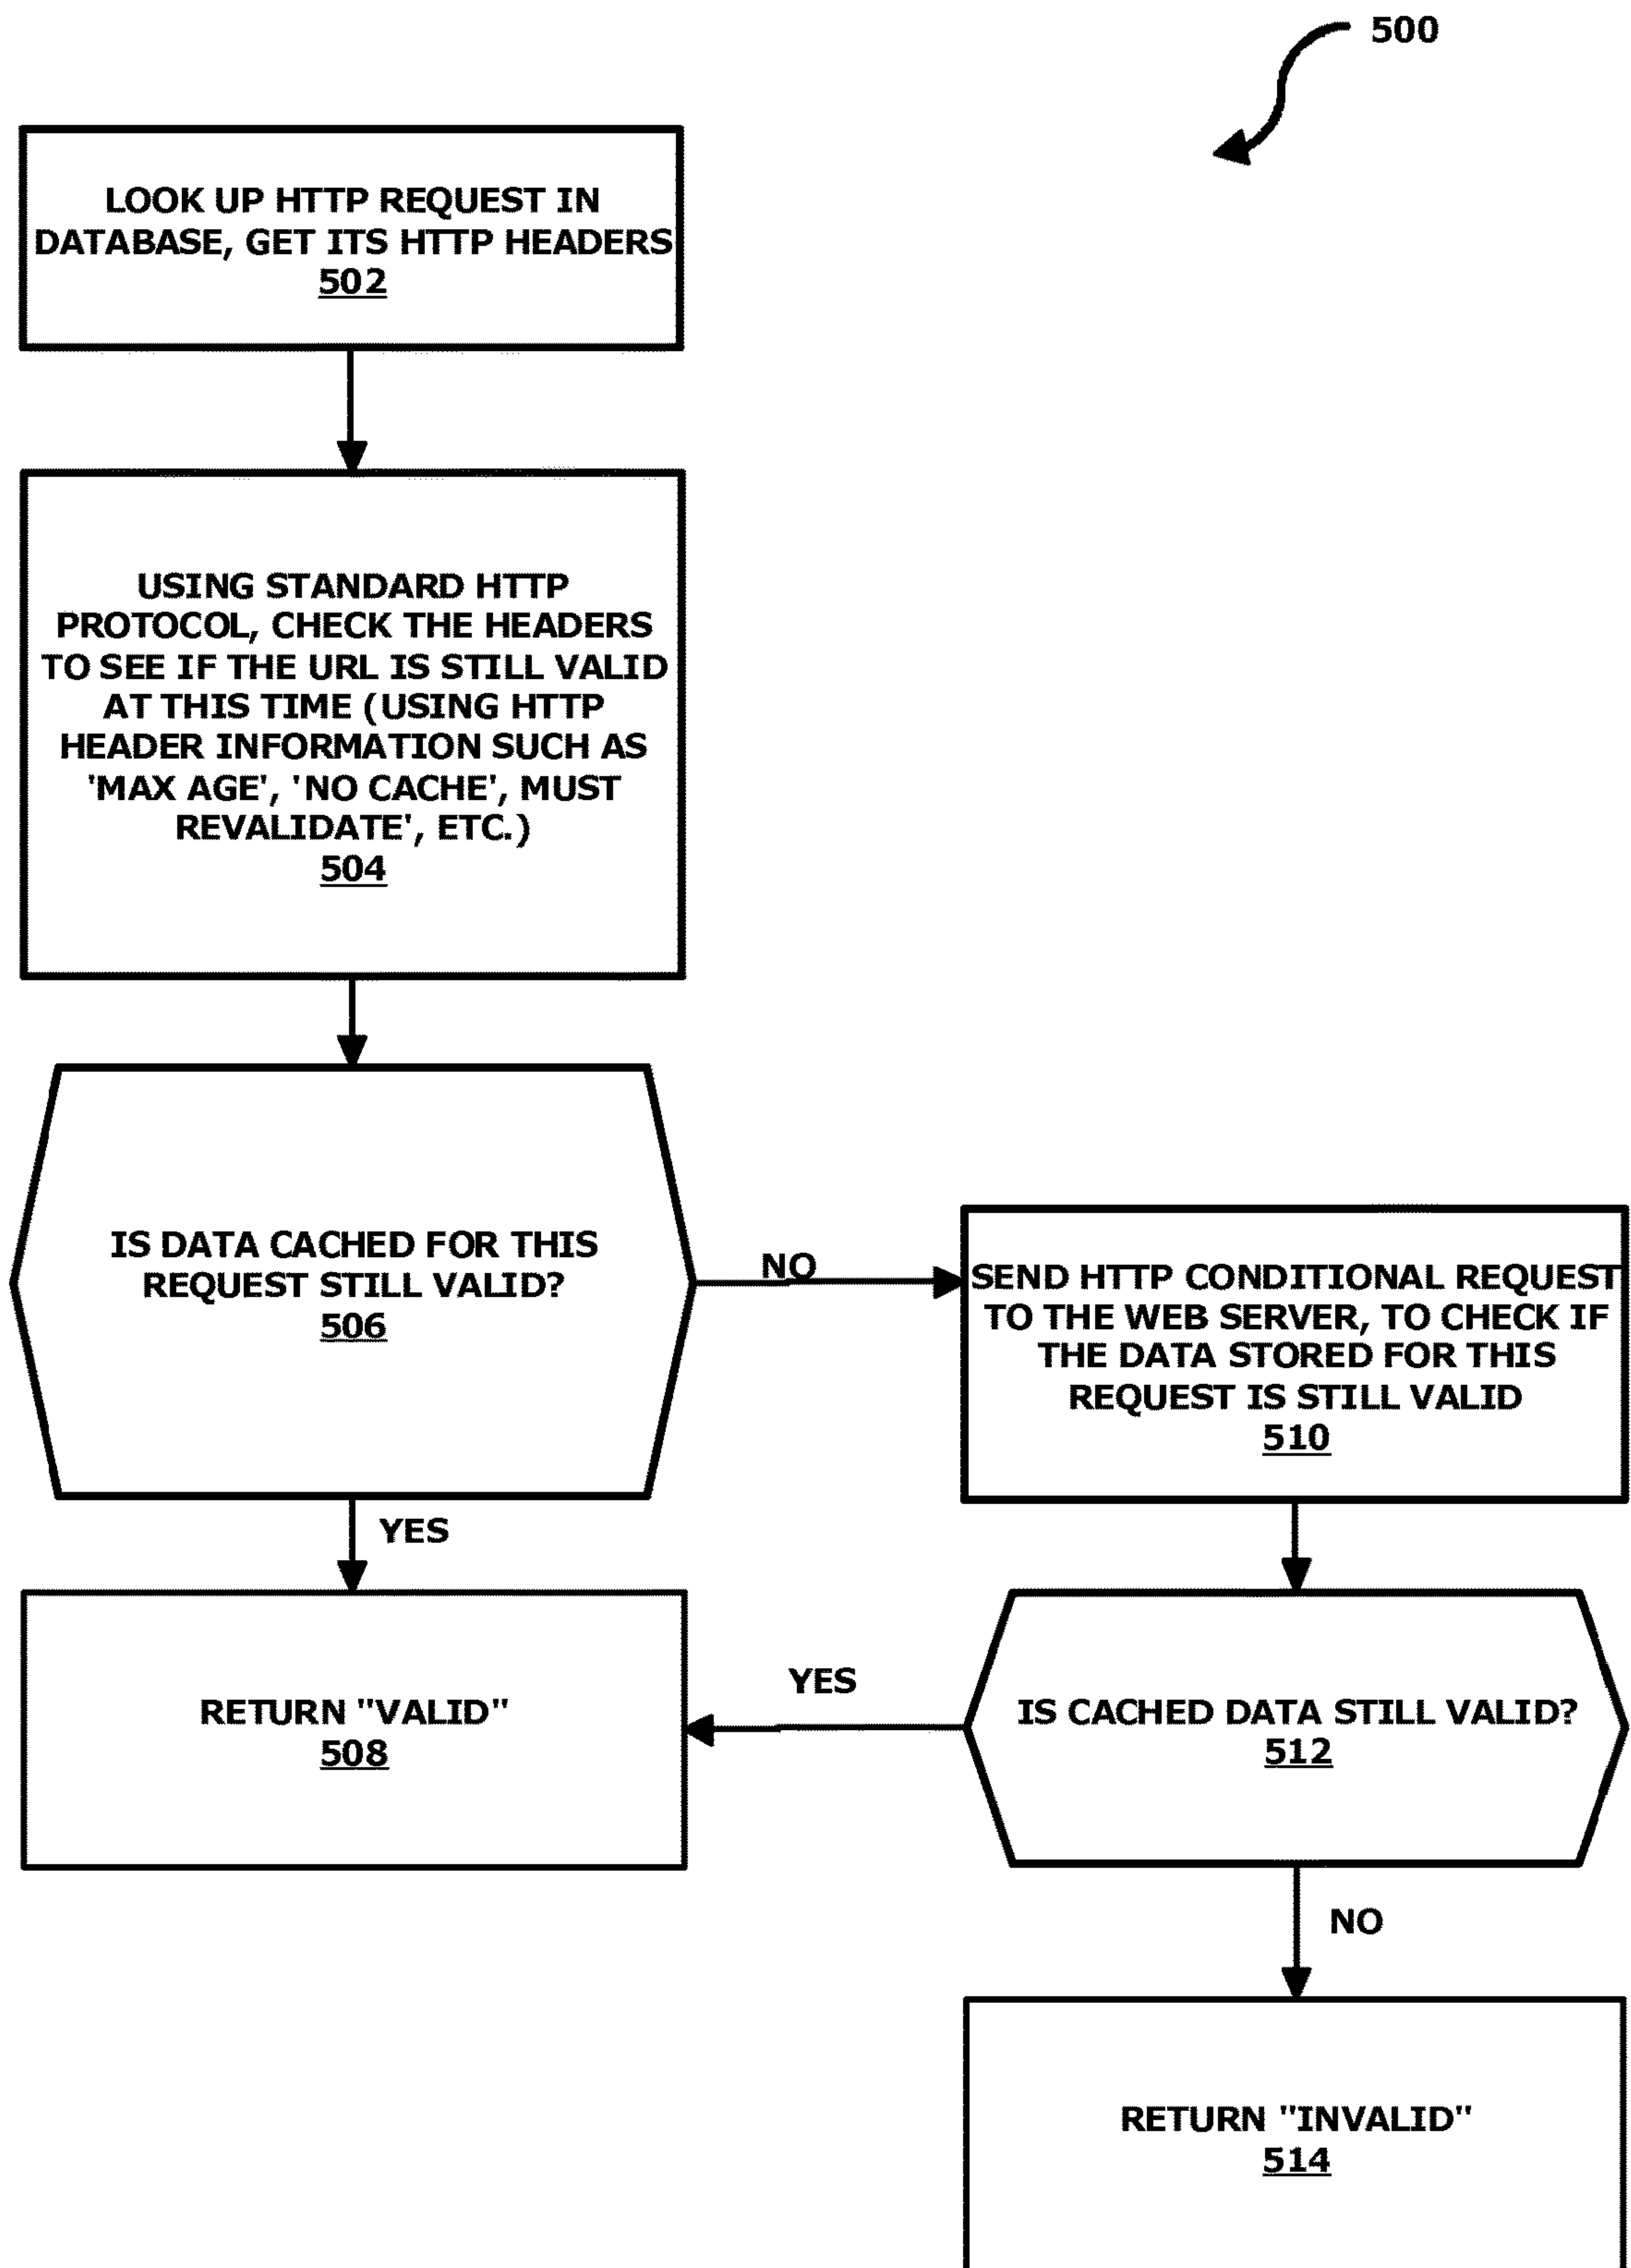 500
LOOK UP HTTP REQUEST IN
DATABASE, GET ITS HTTP HEADERS
502
USING STANDARD HTTP
PROTOCOL, CHECK THE HEADERS
TO SEE IF THE URL IS STILL VALID
AT THIS TIME (USING HTTP
HEADER INFORMATION SUCH AS
'MAX AGE', 'NO CACHE', MUST
REVALIDATE', ETC.)
504
IS DATA CACHED FOR THIS
REQUEST STILL VALID?
506
NO
SEND HTTP CONDITIONAL REQUEST
TO THE WEB SERVER, TO CHECK IF
THE DATA STORED FOR THIS
REQUEST IS STILL VALID
510
YES
RETURN "VALID"
508
YES
IS CACHED DATA STILL VALID?
512
NO
RETURN "INVALID"
514